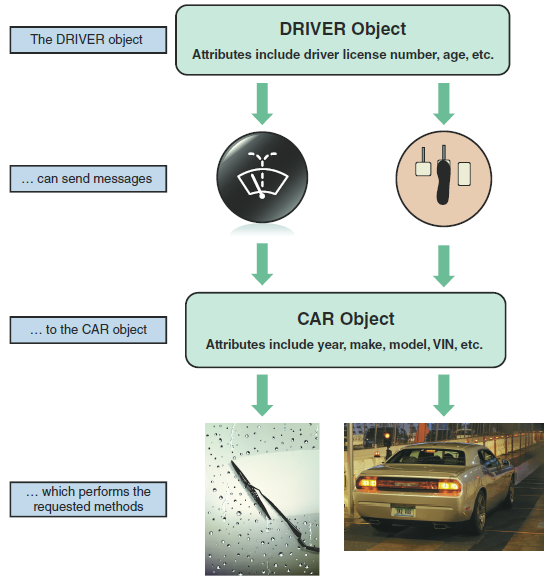 The DRIVER object
DRIVER Object
Attributes include driver license number, age, etc.
... can send messages
... to the CAR object
CAR Object
Attributes include year, make, model, VIN, etc.
... which performs the
requested methods